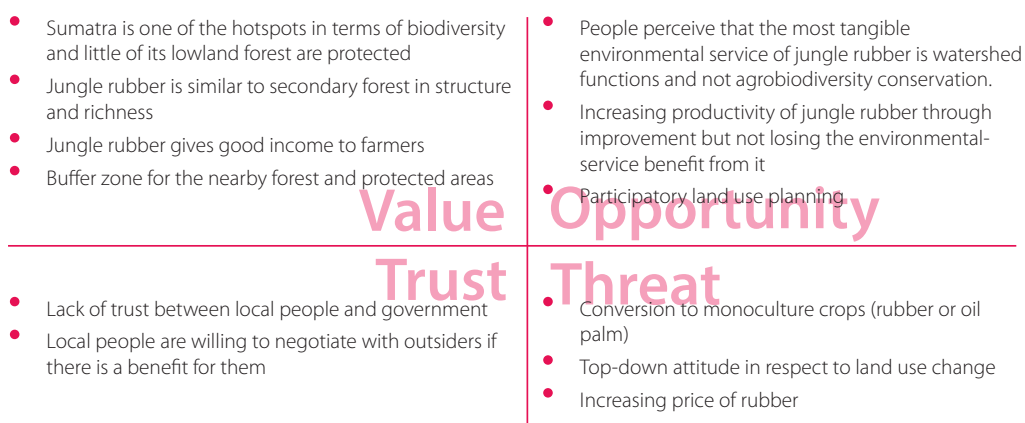 • Sumatra is one of the hotspots in terms of biodiversity
and little of its lowland forest are protected
• Jungle rubber is similar to secondary forest in structure
and richness
• Jungle rubber gives good income to farmers
• Buffer zone for the nearby forest and protected areas
Value
• People perceive that the most tangible
environmental service of jungle rubber is watershed
functions and not agrobiodiversity conservation.
• Increasing productivity of jungle rubber through
improvement but not losing the environmental-
service benefit from it
• Participatory land use planning
Opportunity
Trust
• Lack of trust between local people and government
• Local people are willing to negotiate with outsiders if
there is a benefit for them
Threat
• Conversion to monoculture crops (rubber or oil
palm)
• Top-down attitude in respect to land use change
• Increasing price of rubber